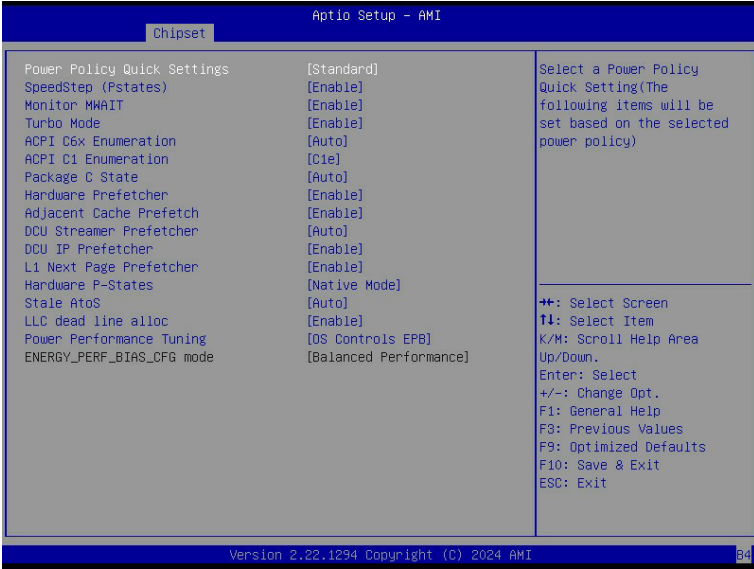 Aptio Setup – AMI
Chipset
Power Policy Quick Settings [Standard]
SpeedStep (Pstates) [Enable]
Monitor MWAIT [Enable]
Turbo Mode [Enable]
ACPI C6x Enumeration [Auto]
ACPI C1 Enumeration [C1e]
Package C State [Auto]
Hardware Prefetcher [Enable]
Adjacent Cache Prefetch [Enable]
DCU Streamer Prefetcher [Auto]
DCU IP Prefetcher [Enable]
L1 Next Page Prefetcher [Enable]
Hardware P-States [Native Mode]
Stale AtoS [Auto]
LLC dead line alloc [Enable]
Power Performance Tuning [OS Controls EPB]
ENERGY_PERF_BIAS_CFG mode [Balanced Performance]
Select a Power Policy
Quick Setting(The
following items will be
set based on the selected
power policy)
→←: Select Screen
↑↓: Select Item
K/M: Scroll Help Area
Up/Down.
Enter: Select
+/-: Change Opt.
F1: General Help
F3: Previous Values
F9: Optimized Defaults
F10: Save & Exit
ESC: Exit
Version 2.22.1294 Copyright (C) 2024 AMI
B4